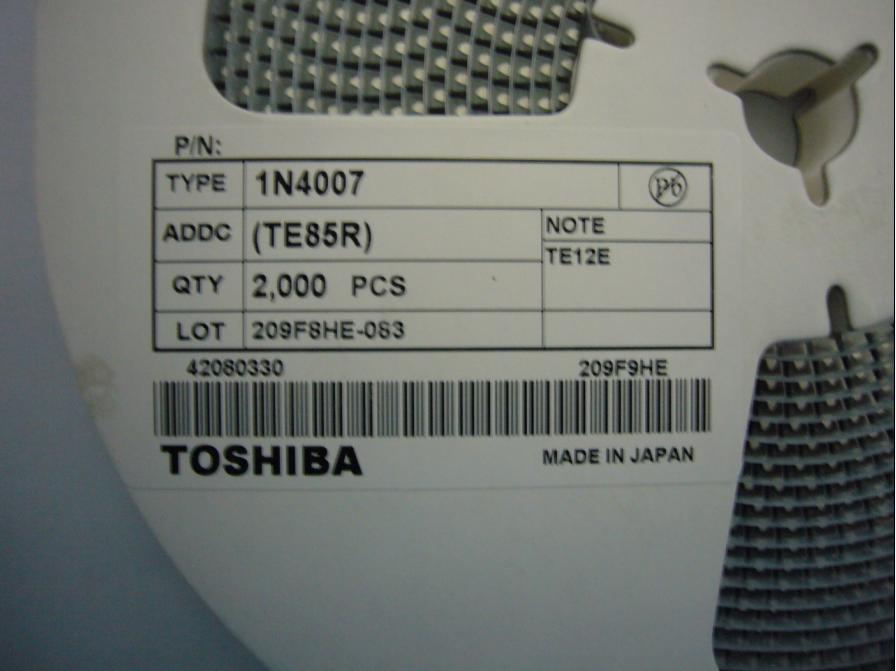 P/N:
TYPE 1N4007 Pb
ADDC (TE85R) NOTE
TE12E
QTY 2,000 PCS
LOT 209F8HE-083
42080330 209F9HE
TOSHIBA MADE IN JAPAN